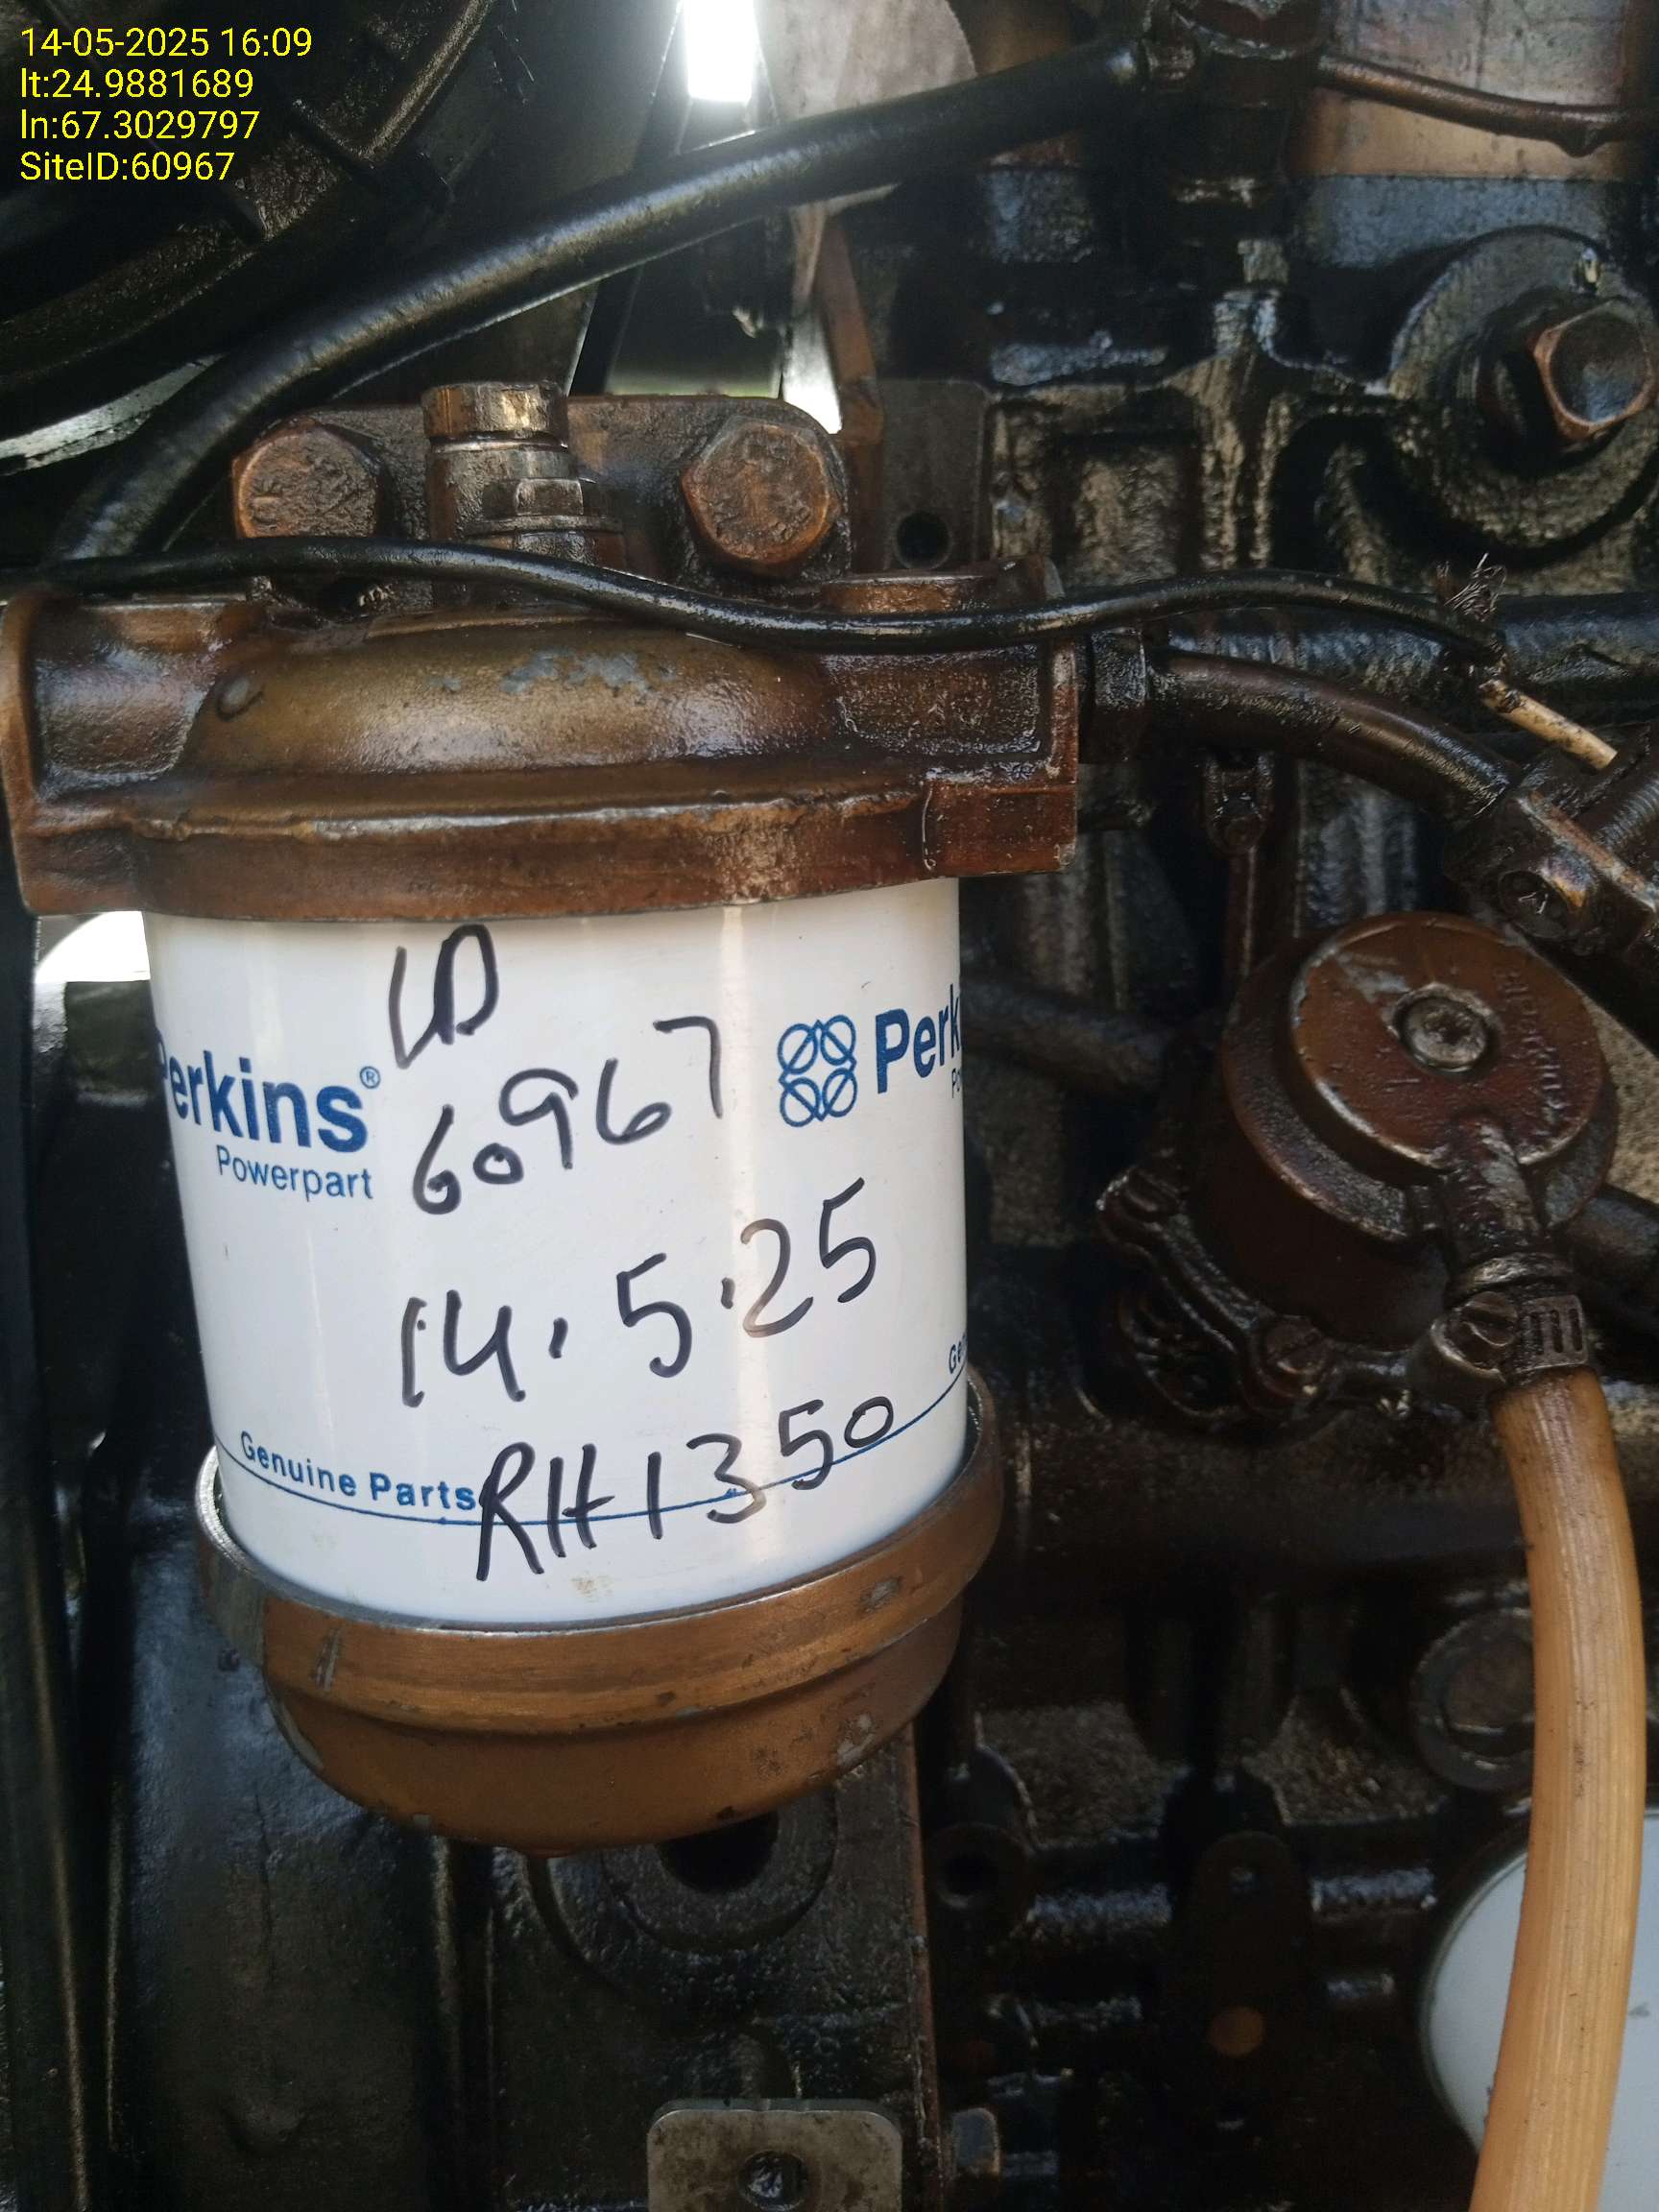 14-05-2025 16:09
lt:24.9881689
ln:67.3029797
SiteID:60967
ID
60967
Perkins®
Powerpart
Perk
14.5.25
Genuine Parts
RH1350